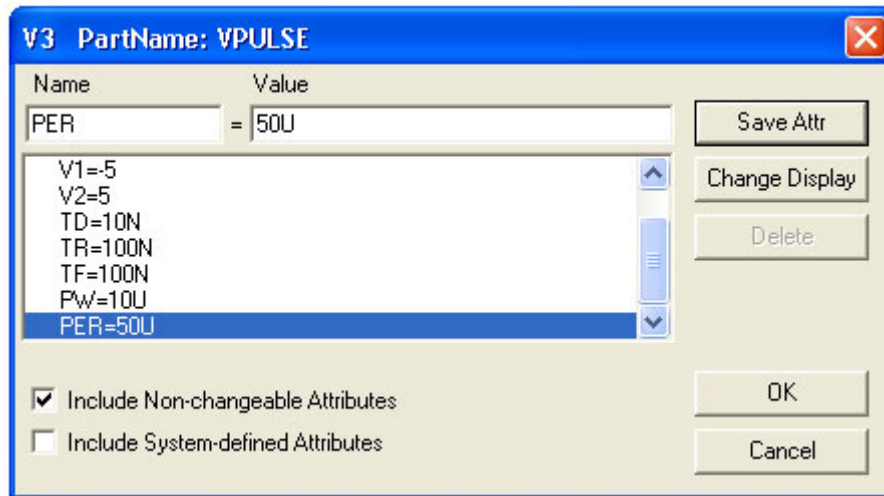 V3 PartName: VPULSE
Name Value
PER = 50U
Save Attr
V1=-5
V2=5
TD=10N
TR=100N
TF=100N
PW=10U
PER=50U
Change Display
Delete
Include Non-changeable Attributes
Include System-defined Attributes
OK
Cancel